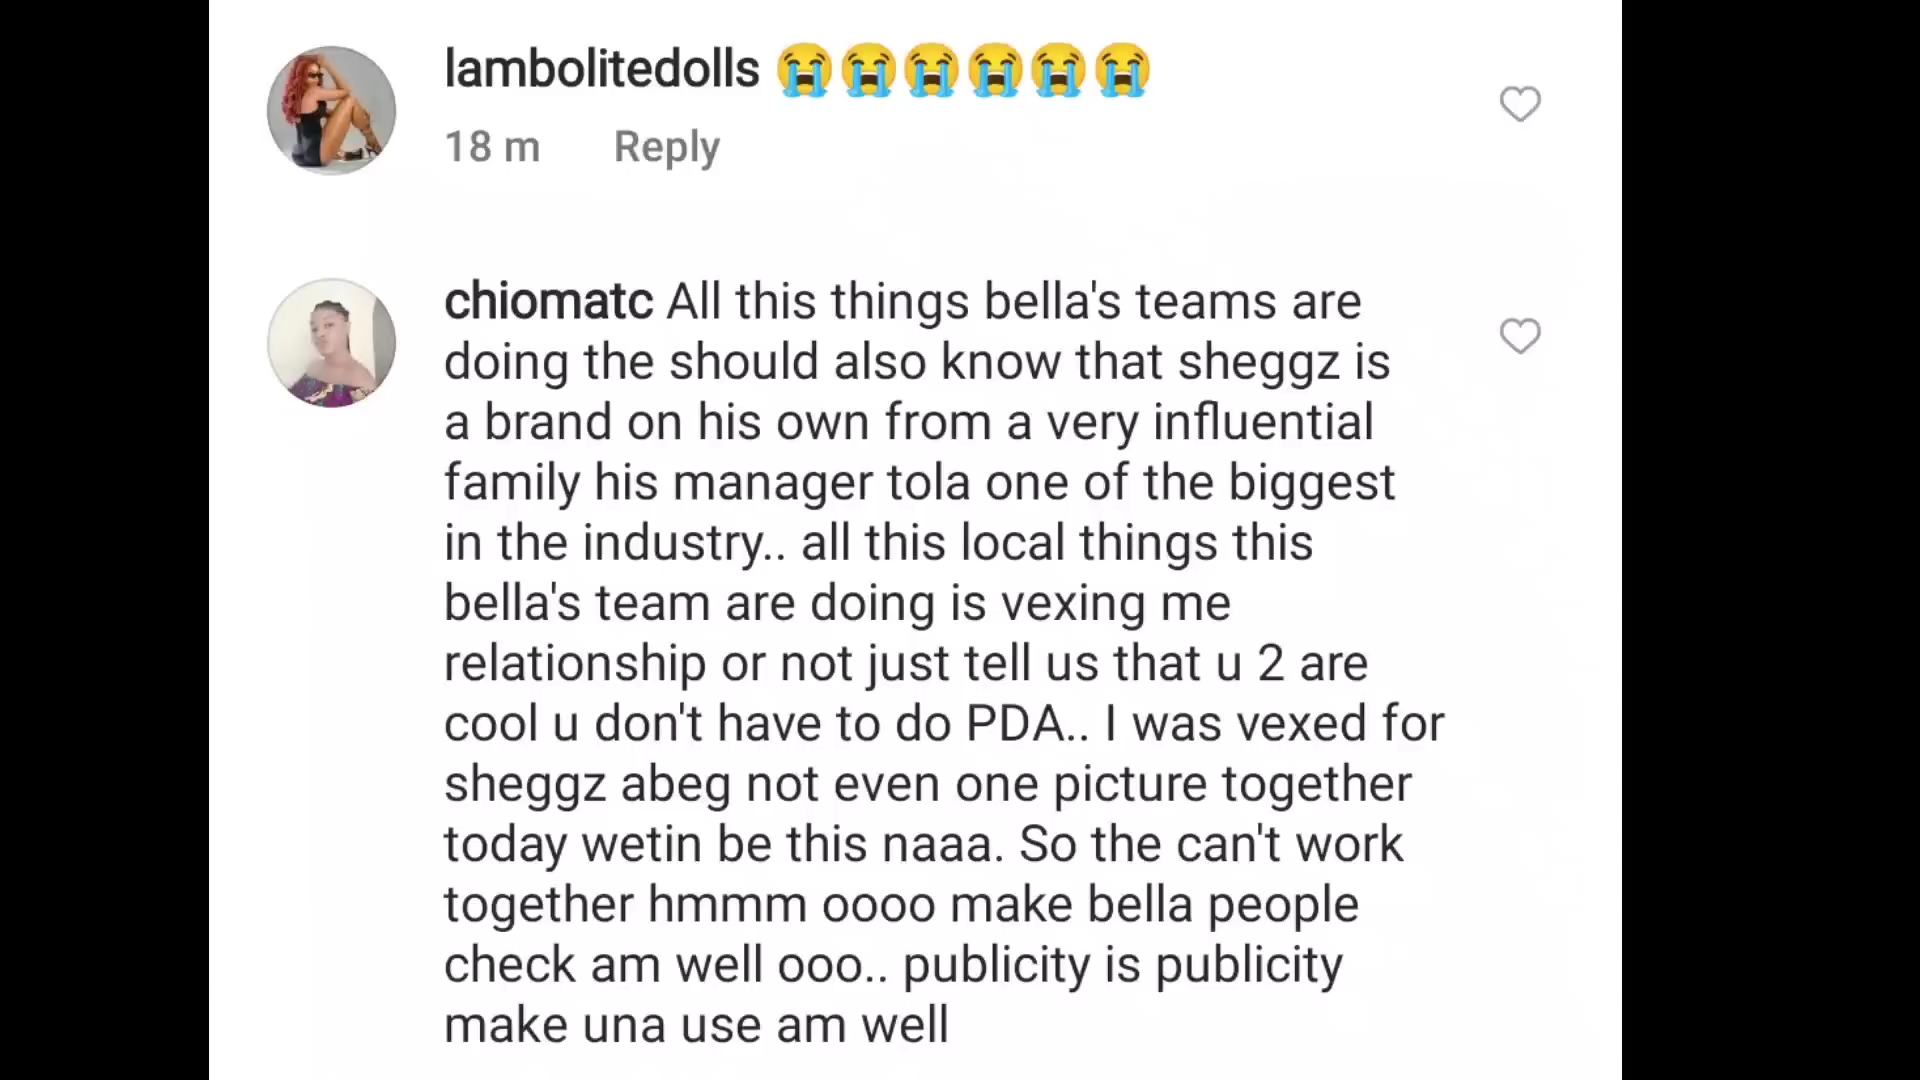 lambolitedolls 😭😭😭😭😭😭
18 m Reply
chiomatc All this things bella's teams are
doing the should also know that sheggz is
a brand on his own from a very influential
family his manager tola one of the biggest
in the industry.. all this local things this
bella's team are doing is vexing me
relationship or not just tell us that u 2 are
cool u don't have to do PDA.. I was vexed for
sheggz abeg not even one picture together
today wetin be this naaa. So the can't work
together hmmm oooo make bella people
check am well ooo.. publicity is publicity
make una use am well